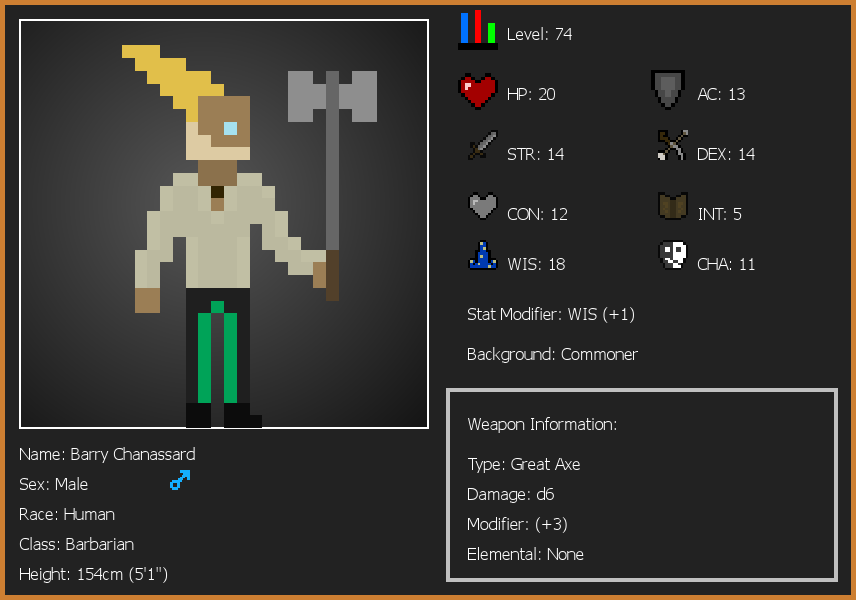 Level: 74
HP: 20
AC: 13
STR: 14
DEX: 14
CON: 12
INT: 5
WIS: 18
CHA: 11
Stat Modifier: WIS (+1)
Background: Commoner
Weapon Information:
Type: Great Axe
Damage: d6
Modifier: (+3)
Elemental: None
Name: Barry Chanassard
Sex: Male
Race: Human
Class: Barbarian
Height: 154cm (5'1")